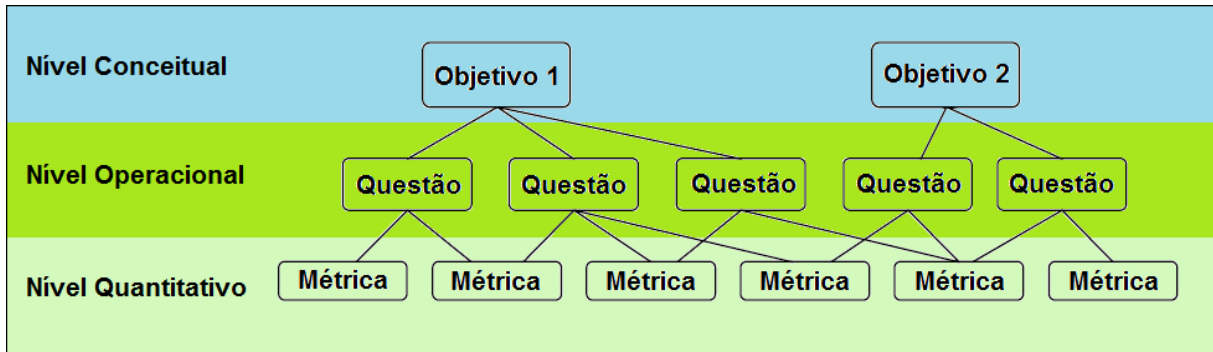 Nível Conceitual
Objetivo 1
Objetivo 2
Nível Operacional
Questão
Questão
Questão
Questão
Questão
Nível Quantitativo
Métrica
Métrica
Métrica
Métrica
Métrica
Métrica